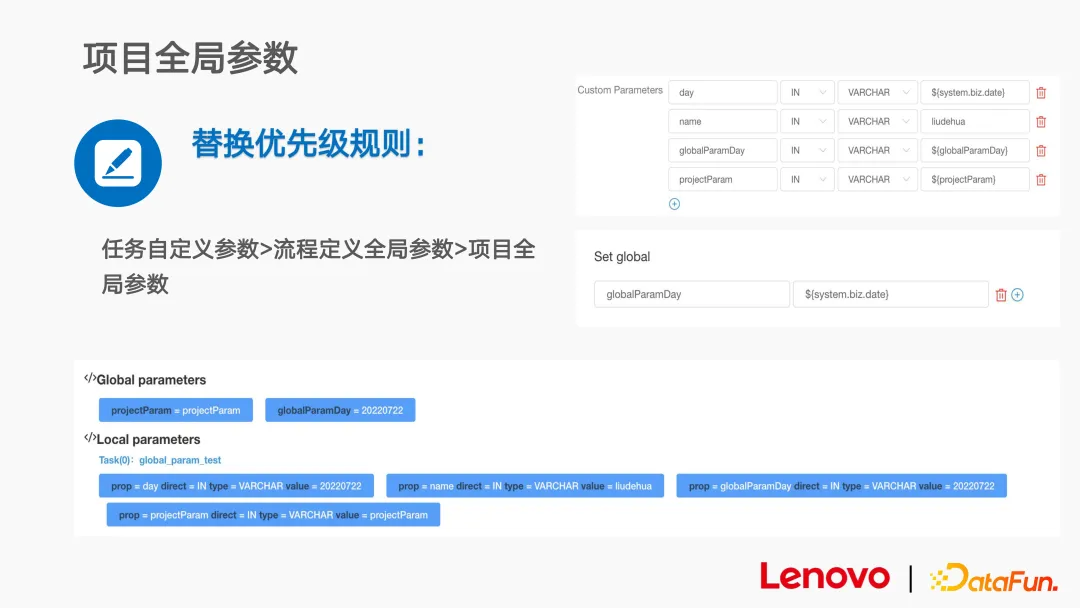 项目全局参数
替换优先级规则：
任务自定义参数>流程定义全局参数>项目全
局参数
Custom Parameters day IN VARCHAR ${system.biz.date}
name IN VARCHAR liudehua
globalParamDay IN VARCHAR ${globalParamDay}
projectParam IN VARCHAR ${projectParam}
Set global
globalParamDay ${system.biz.date}
</>Global parameters
projectParam = projectParam globalParamDay = 20220722
</>Local parameters
Task(0)：global_param_test
prop = day direct = IN type = VARCHAR value = 20220722 prop = name direct = IN type = VARCHAR value = liudehua prop = globalParamDay direct = IN type = VARCHAR value = 20220722
prop = projectParam direct = IN type = VARCHAR value = projectParam
Lenovo | DataFun.